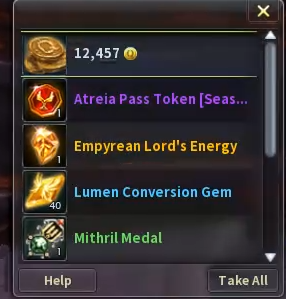 12,457
Atreia Pass Token [Seas...
1
Empyrean Lord's Energy
1
Lumen Conversion Gem
40
Mithril Medal
1
Help
Take All